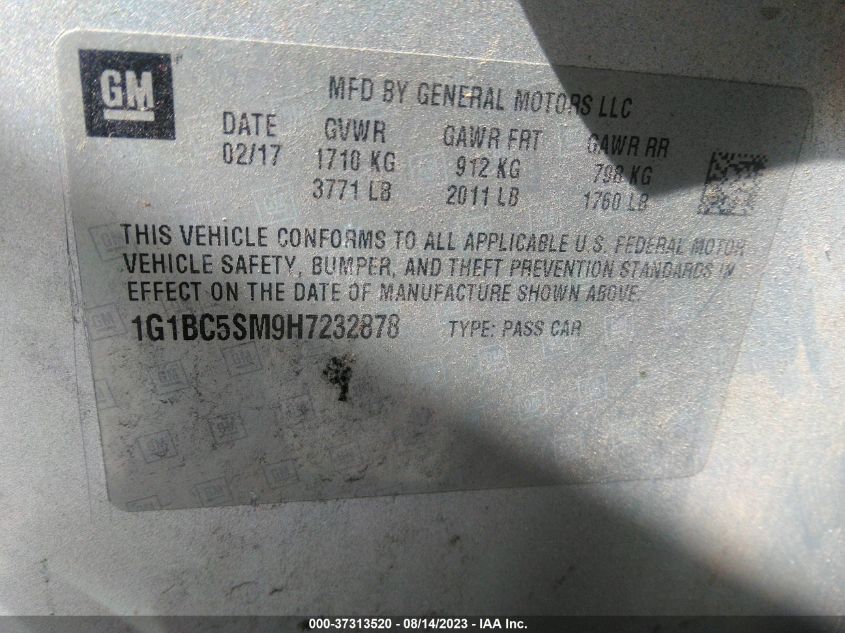 GM
MFD BY GENERAL MOTORS LLC
DATE GVWR GAWR FRT GAWR RR
02/17 1710 KG 912 KG 798 KG
3771 LB 2011 LB 1760 LB
THIS VEHICLE CONFORMS TO ALL APPLICABLE U.S. FEDERAL MOTOR
VEHICLE SAFETY, BUMPER, AND THEFT PREVENTION STANDARDS IN
EFFECT ON THE DATE OF MANUFACTURE SHOWN ABOVE.
1G1BC5SM9H7232878 TYPE: PASS CAR
000-37313520 - 08/14/2023 - IAA Inc.